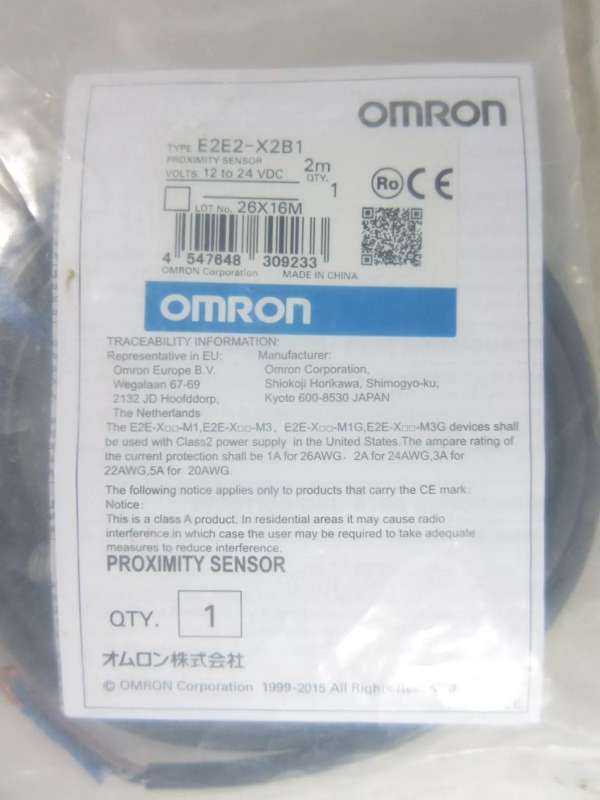 OMRON
TYPE E2E2-X2B1
PROXIMITY SENSOR
VOLTS. 12 to 24 VDC 2m
QTY.
1
LOT No. 26X16M
Ro CE
4 547648 309233
OMRON Corporation MADE IN CHINA
OMRON
TRACEABILITY INFORMATION:
Representative in EU: Manufacturer:
Omron Europe B.V. Omron Corporation,
Wegalaan 67-69 Shiokoji Horikawa, Shimogyo-ku,
2132 JD Hoofddorp, Kyoto 600-8530 JAPAN
The Netherlands
The E2E-X□□-M1,E2E-X□□-M3, E2E-X□□-M1G,E2E-X□□-M3G devices shall
be used with Class2 power supply in the United States.The ampare rating of
the current protection shall be 1A for 26AWG, 2A for 24AWG,3A for
22AWG,5A for 20AWG.
The following notice applies only to products that carry the CE mark:
Notice:
This is a class A product. In residential areas it may cause radio
interference,in which case the user may be required to take adequate
measures to reduce interference.
PROXIMITY SENSOR
QTY. 1
オムロン株式会社
© OMRON Corporation 1999-2015 All Rights